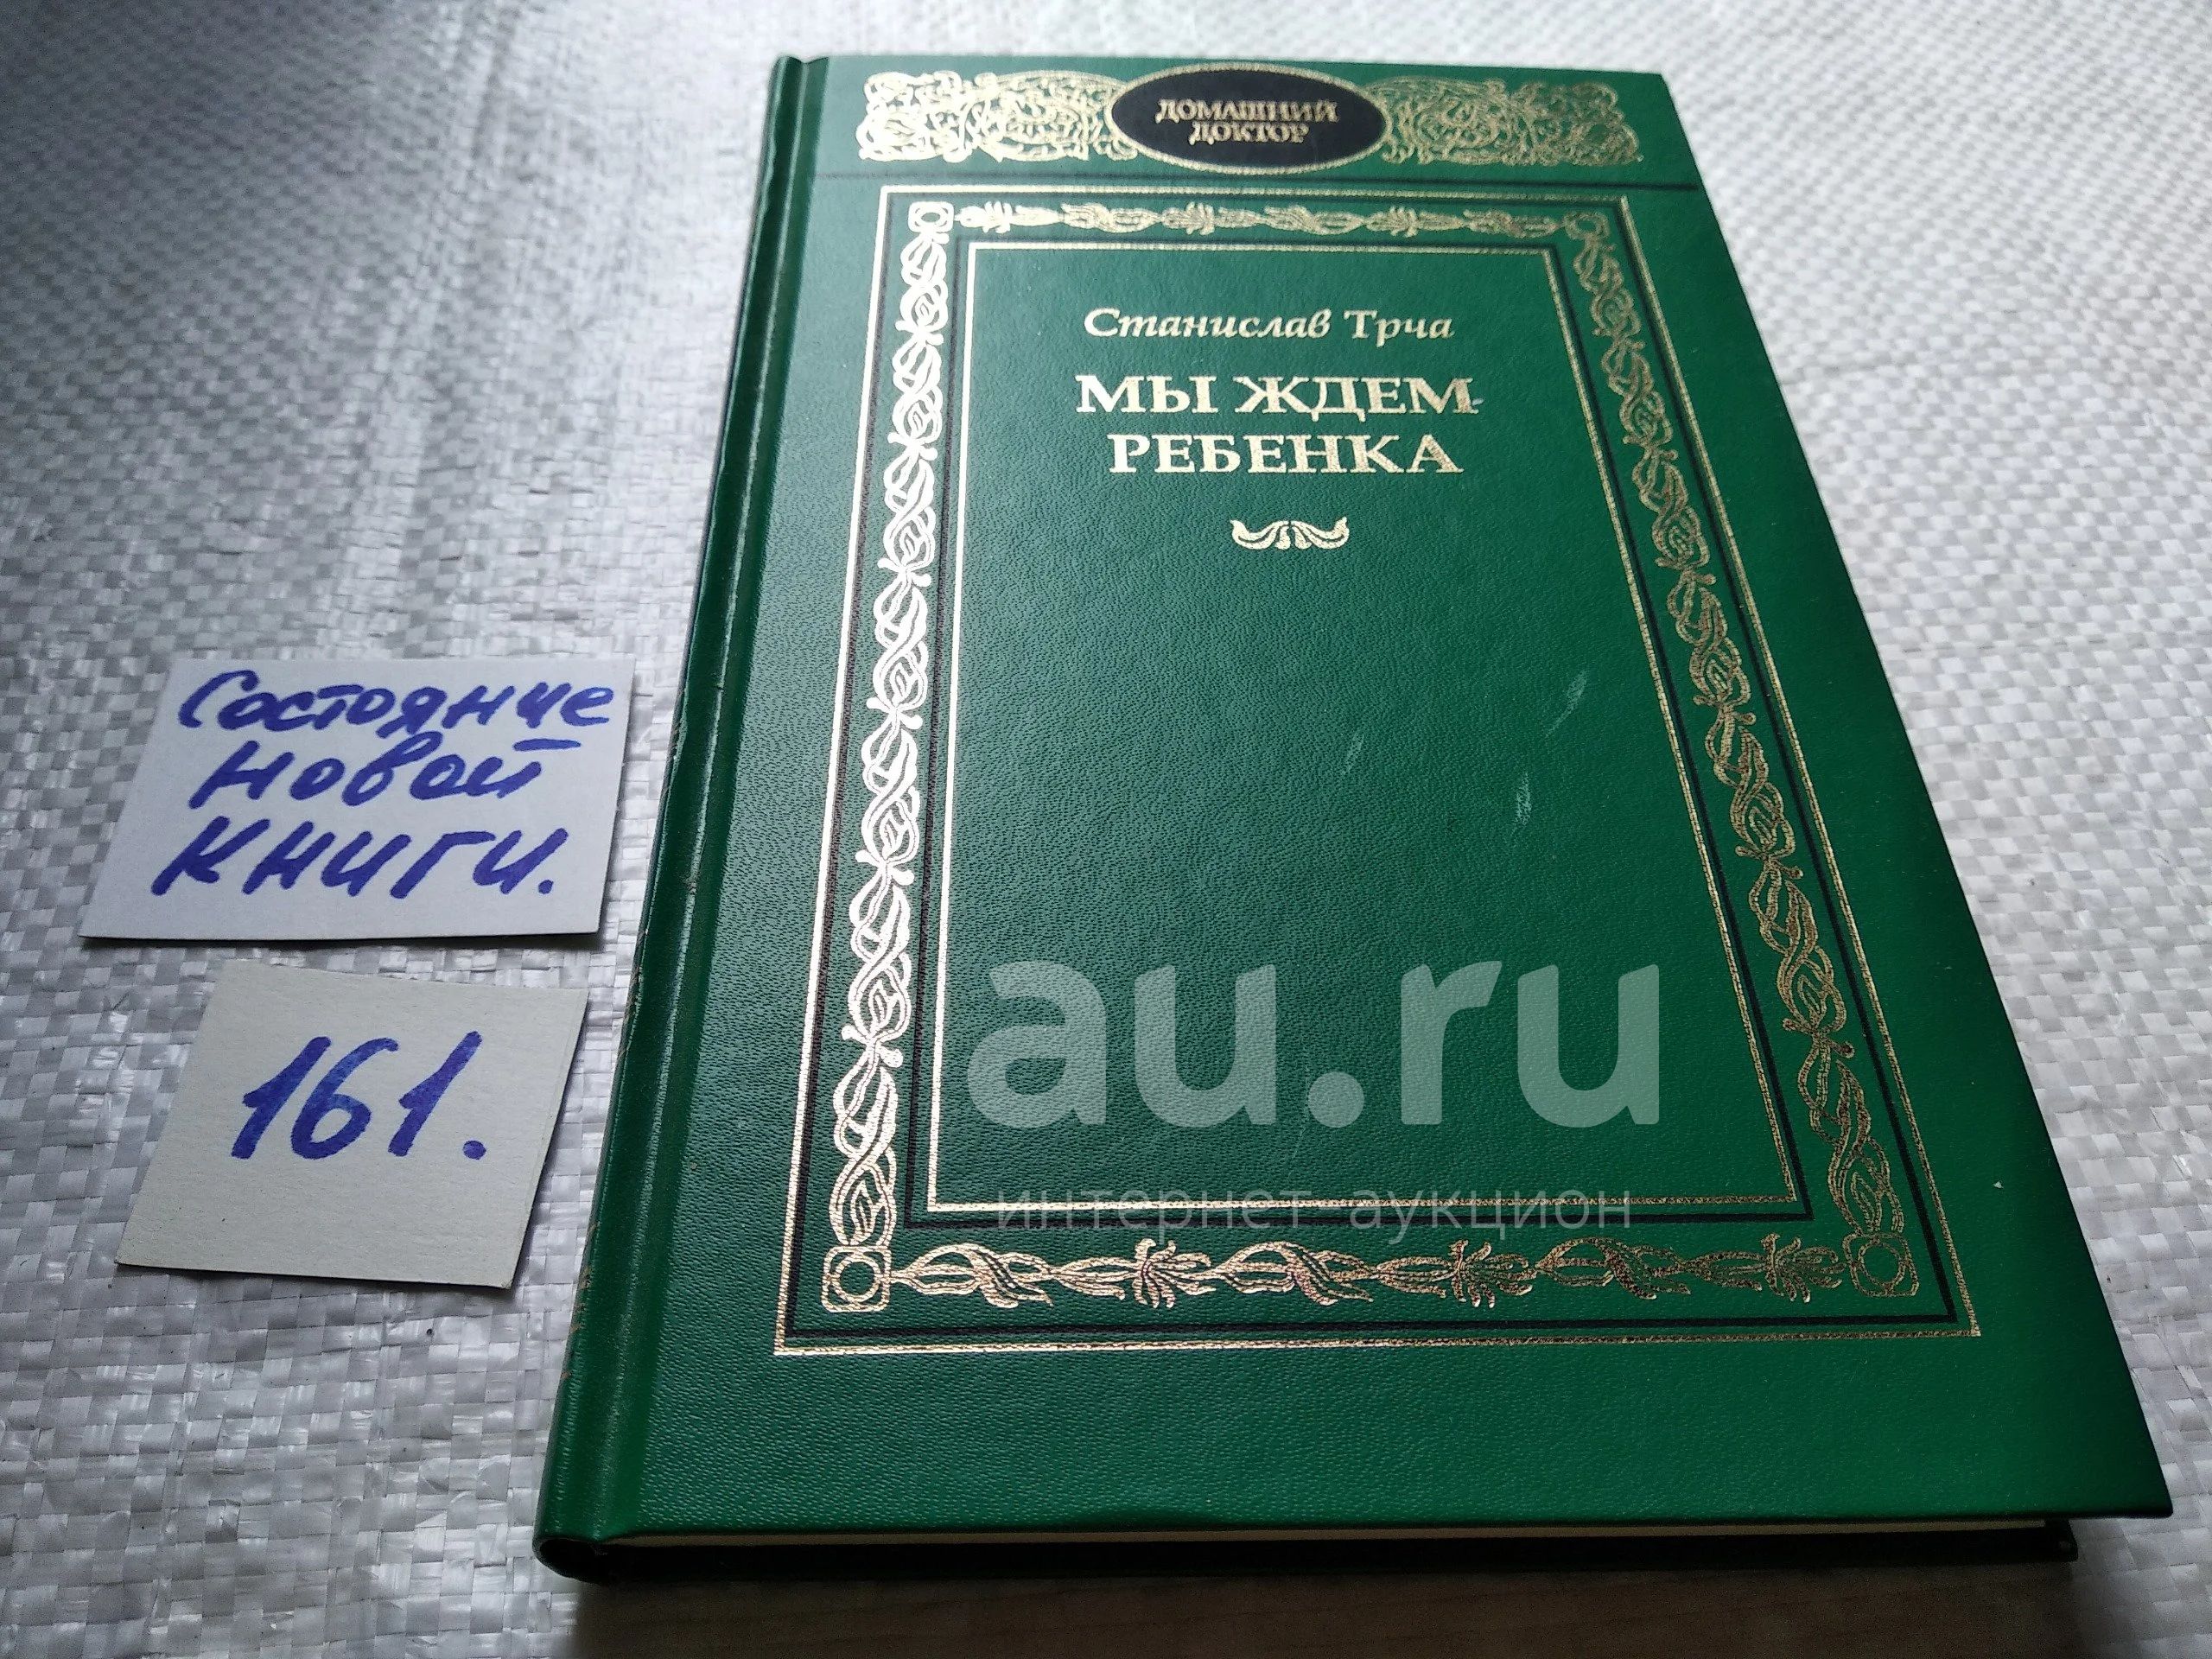 ДОМАШНИЙ
ДОКТОР
Станислав Трча
МЫ ЖДЕМ
РЕБЕНКА
Состояние
новой
книги.
161.
au.ru
интернет-аукцион